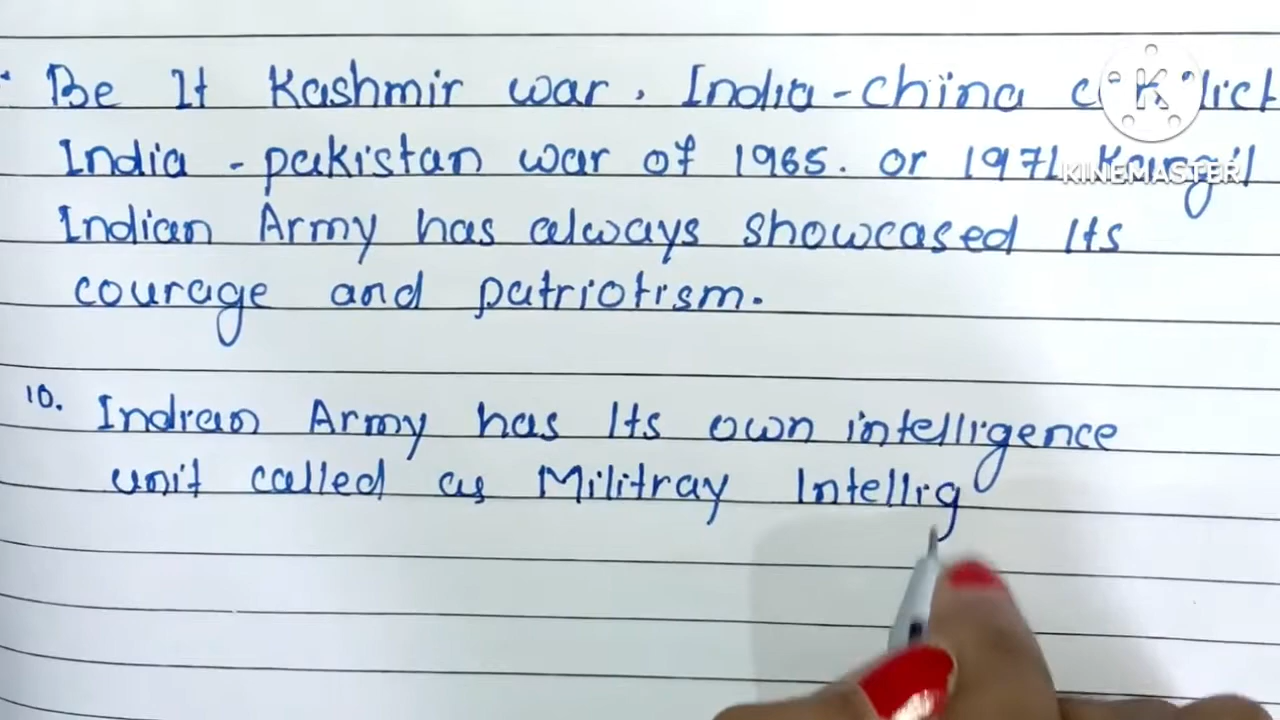 Be It Kashmir war, India-china
India - pakistan war of 1965. or 1971 Kargil
Indian Army has always showcased Its
courage and patriotism.
10. Indian Army has Its own intelligence
unit called as Militray Intellig
K
KINEMASTER